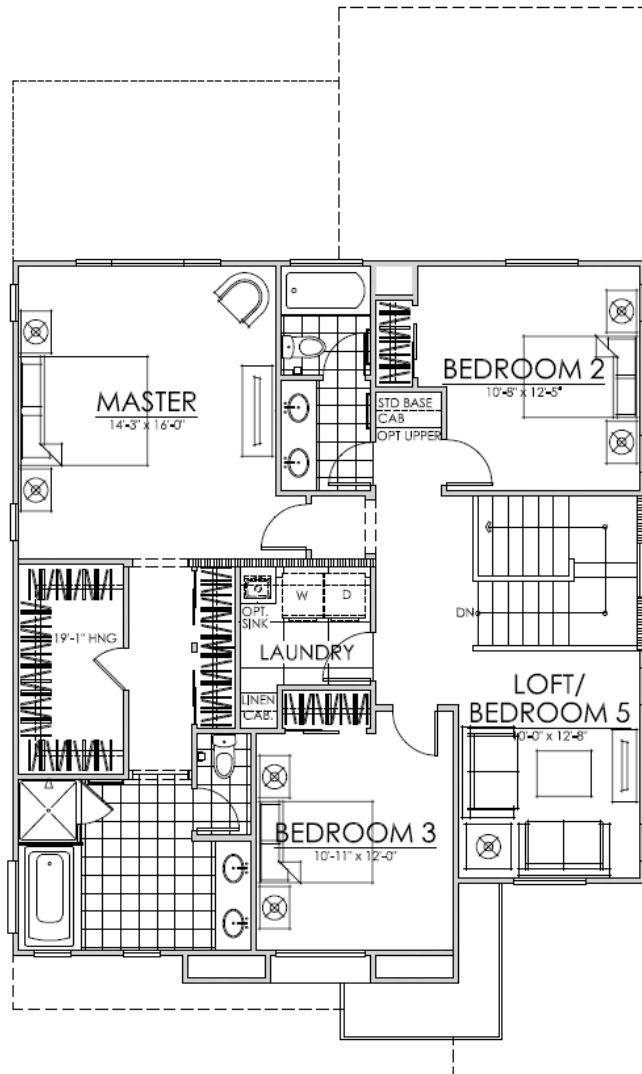 MASTER
14'-3" x 16'-0"
BEDROOM 2
10'-8" x 12'-5"
STD BASE
CAB
OPT UPPER
19'-1" HNG
OPT.
SINK
W
D
LAUNDRY
LINEN
CAB.
DN
LOFT/
BEDROOM 5
10'-0" x 12'-8"
BEDROOM 3
10'-11" x 12'-0"